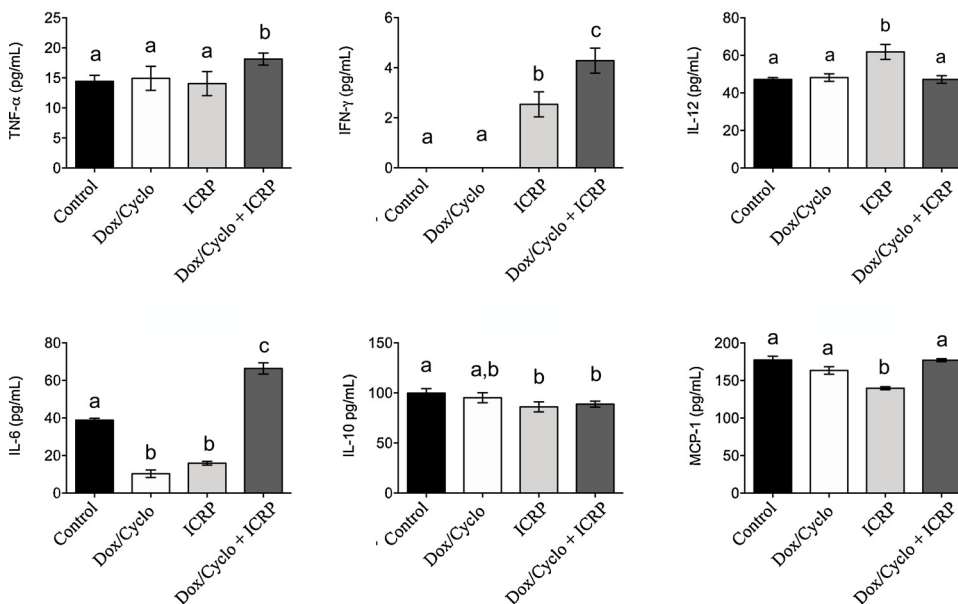 TNF-α (pg/mL)
25
20
15
10
5
0
a
a
a
b
Control
Dox/Cyclo
ICRP
Dox/Cyclo + ICRP
IFN-γ (pg/mL)
6
4
2
0
a
a
b
c
Control
Dox/Cyclo
ICRP
Dox/Cyclo + ICRP
IL-12 (pg/mL)
80
60
40
20
0
a
a
b
a
Control
Dox/Cyclo
ICRP
Dox/Cyclo + ICRP
IL-6 (pg/mL)
80
60
40
20
0
a
b
b
c
Control
Dox/Cyclo
ICRP
Dox/Cyclo + ICRP
IL-10 pg/mL)
150
100
50
0
a
a,b
b
b
Control
Dox/Cyclo
ICRP
Dox/Cyclo + ICRP
MCP-1 (pg/mL)
200
150
100
50
0
a
a
b
a
Control
Dox/Cyclo
ICRP
Dox/Cyclo + ICRP